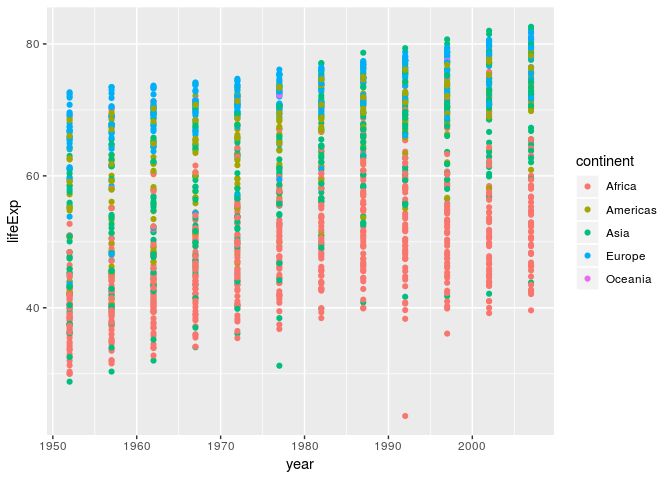 80
60
40
lifeExp
1950 1960 1970 1980 1990 2000
year
continent
Africa
Americas
Asia
Europe
Oceania